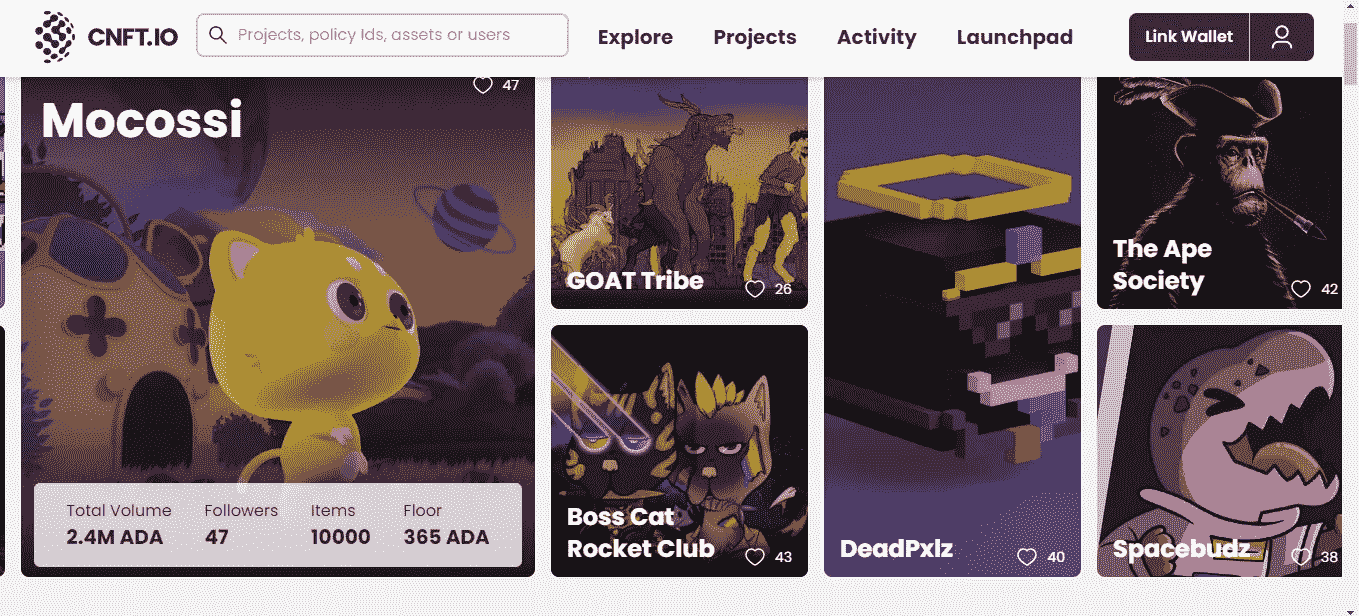 CNFT.IO
Projects, policy Ids, assets or users
Explore
Projects
Activity
Launchpad
Link Wallet
47
Mocossi
Total Volume
2.4M ADA
Followers
47
Items
10000
Floor
365 ADA
GOAT Tribe
26
Boss Cat
Rocket Club
43
DeadPxlz
40
The Ape
Society
42
Spacebudz
38